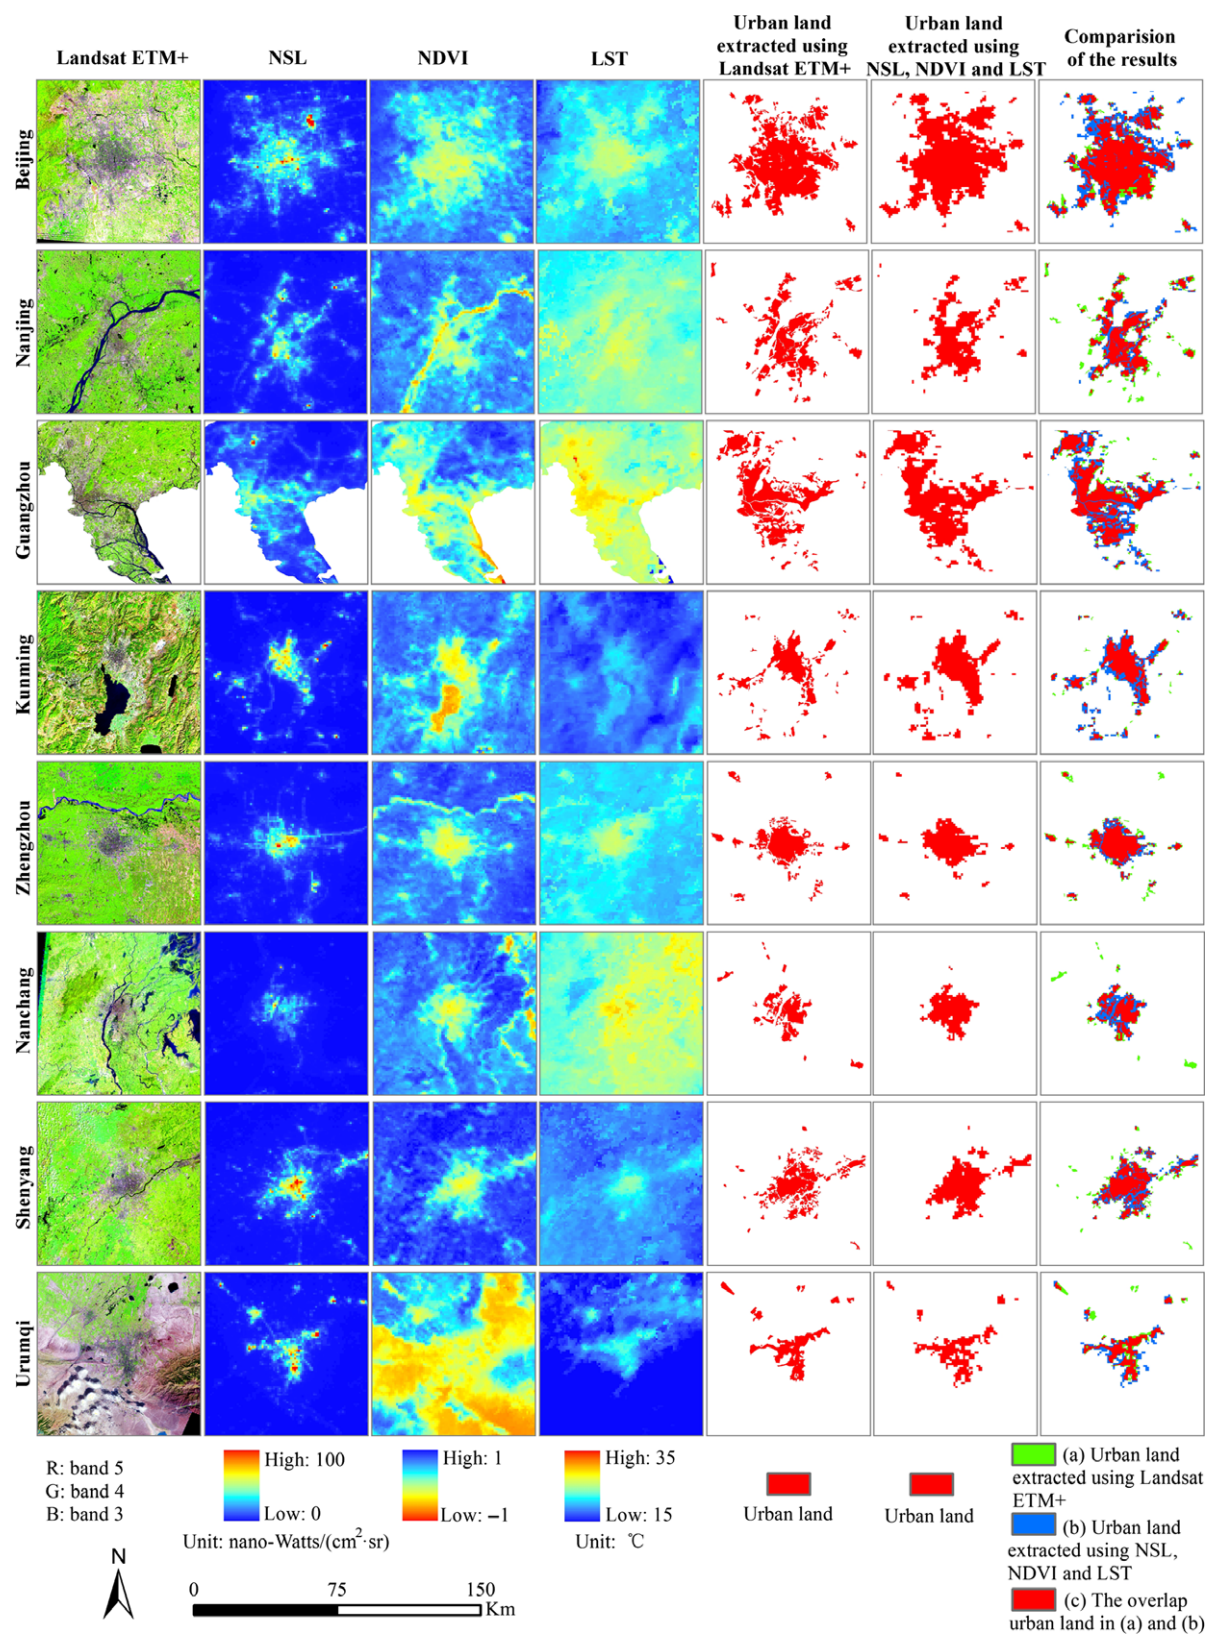 Landsat ETM+
NSL
NDVI
LST
Urban land
extracted using
Landsat ETM+
Urban land
extracted using
NSL, NDVI and LST
Comparision
of the results
Beijing
Nanjing
Guangzhou
Kunming
Zhengzhou
Nanchang
Shenyang
Urumqi
R: band 5
G: band 4
B: band 3
High: 100
Low: 0
Unit: nano-Watts/(cm²·sr)
High: 1
Low: −1
High: 35
Low: 15
Unit: ℃
Urban land
Urban land
(a) Urban land
extracted using Landsat
ETM+
(b) Urban land
extracted using NSL,
NDVI and LST
(c) The overlap
urban land in (a) and (b)
N
0 75 150
Km